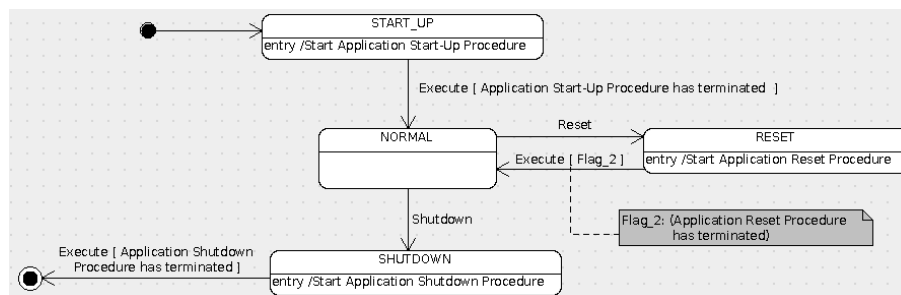 START_UP
entry /Start Application Start-Up Procedure
Execute [ Application Start-Up Procedure has terminated ]
NORMAL
Reset
RESET
Execute [ Flag_2 ]
entry /Start Application Reset Procedure
Shutdown
Flag_2: (Application Reset Procedure
has terminated)
Execute [ Application Shutdown
Procedure has terminated ]
SHUTDOWN
entry /Start Application Shutdown Procedure